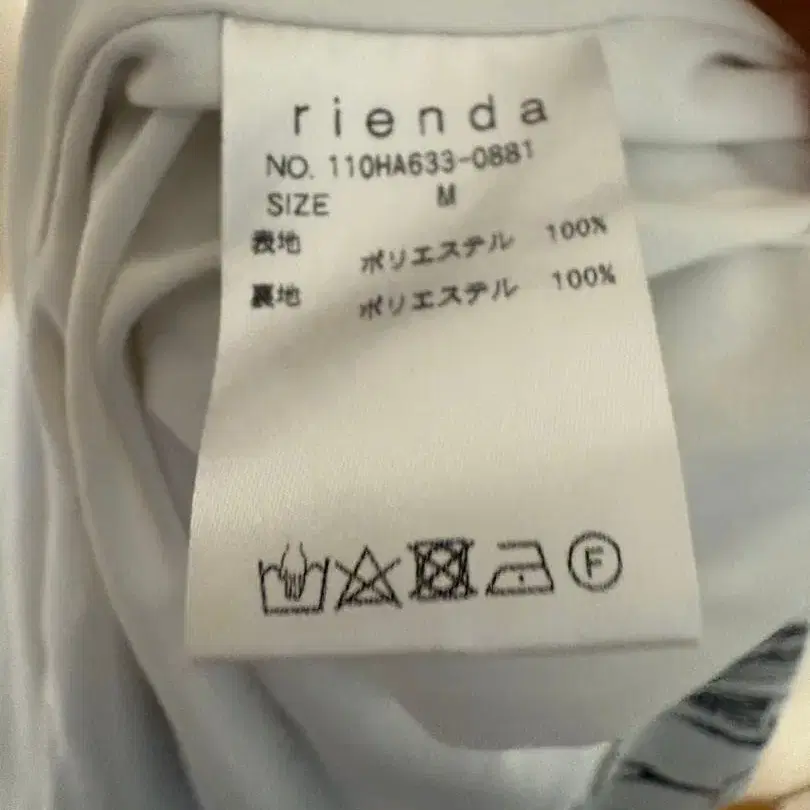 rienda
NO. 110HA633-0881
SIZE M
表地 ポリエステル 100%
裏地 ポリエステル 100%
F